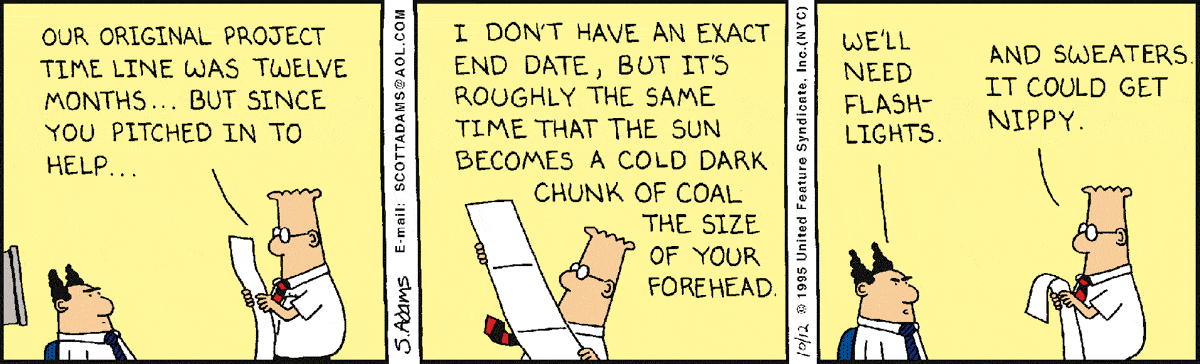 OUR ORIGINAL PROJECT
TIME LINE WAS TWELVE
MONTHS... BUT SINCE
YOU PITCHED IN TO
HELP...
S.Adams E-mail: SCOTTADAMS@AOL.COM
I DON'T HAVE AN EXACT
END DATE, BUT IT'S
ROUGHLY THE SAME
TIME THAT THE SUN
BECOMES A COLD DARK
CHUNK OF COAL
THE SIZE
OF YOUR
FOREHEAD.
10/12 © 1995 United Feature Syndicate, Inc.(NYC)
WE'LL
NEED
FLASH-
LIGHTS.
AND SWEATERS.
IT COULD GET
NIPPY.